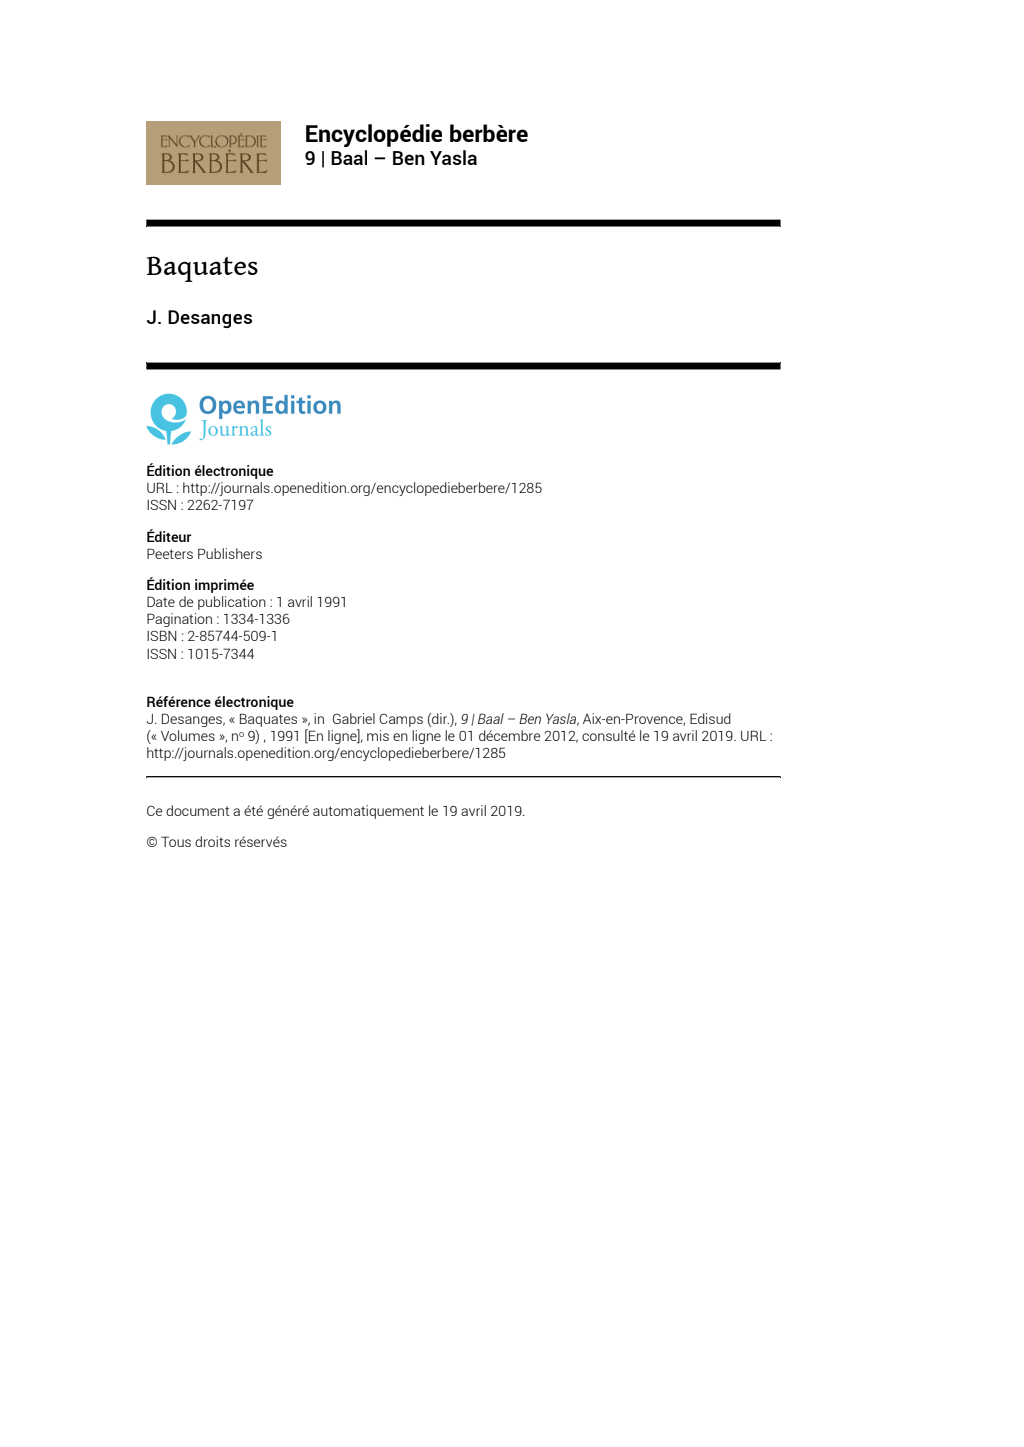 ENCYCLOPÉDIE
BERBÈRE
Encyclopédie berbère
9 | Baal – Ben Yasla
Baquates
J. Desanges
OpenEdition
Journals
Édition électronique
URL : http://journals.openedition.org/encyclopedieberbere/1285
ISSN : 2262-7197
Éditeur
Peeters Publishers
Édition imprimée
Date de publication : 1 avril 1991
Pagination : 1334-1336
ISBN : 2-85744-509-1
ISSN : 1015-7344
Référence électronique
J. Desanges, « Baquates », in  Gabriel Camps (dir.), 9 | Baal – Ben Yasla, Aix-en-Provence, Edisud
(« Volumes », nº 9) , 1991 [En ligne], mis en ligne le 01 décembre 2012, consulté le 19 avril 2019. URL :
http://journals.openedition.org/encyclopedieberbere/1285
Ce document a été généré automatiquement le 19 avril 2019.
© Tous droits réservés